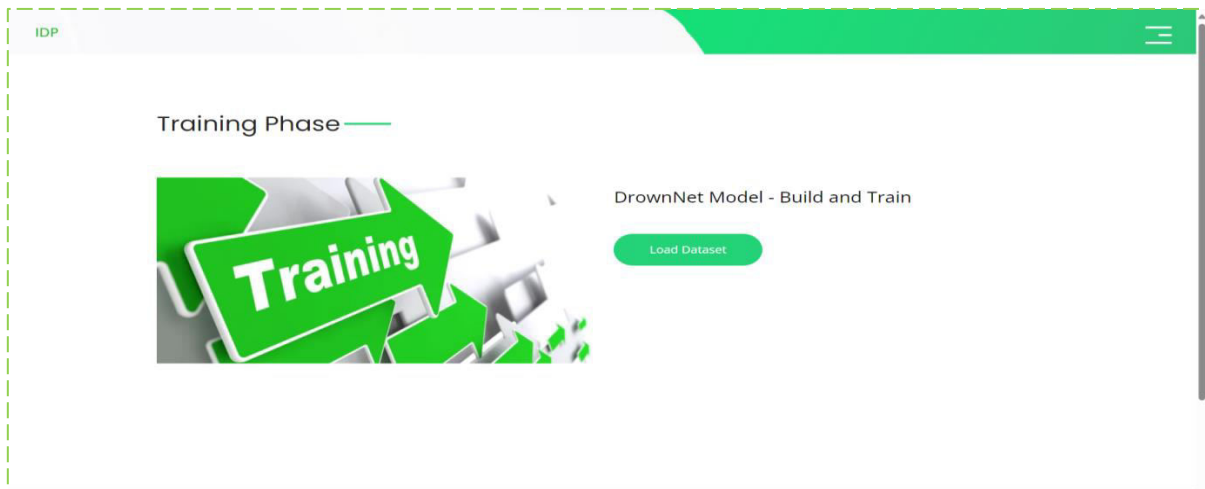 IDP
Training Phase
Training
DrownNet Model - Build and Train
Load Dataset